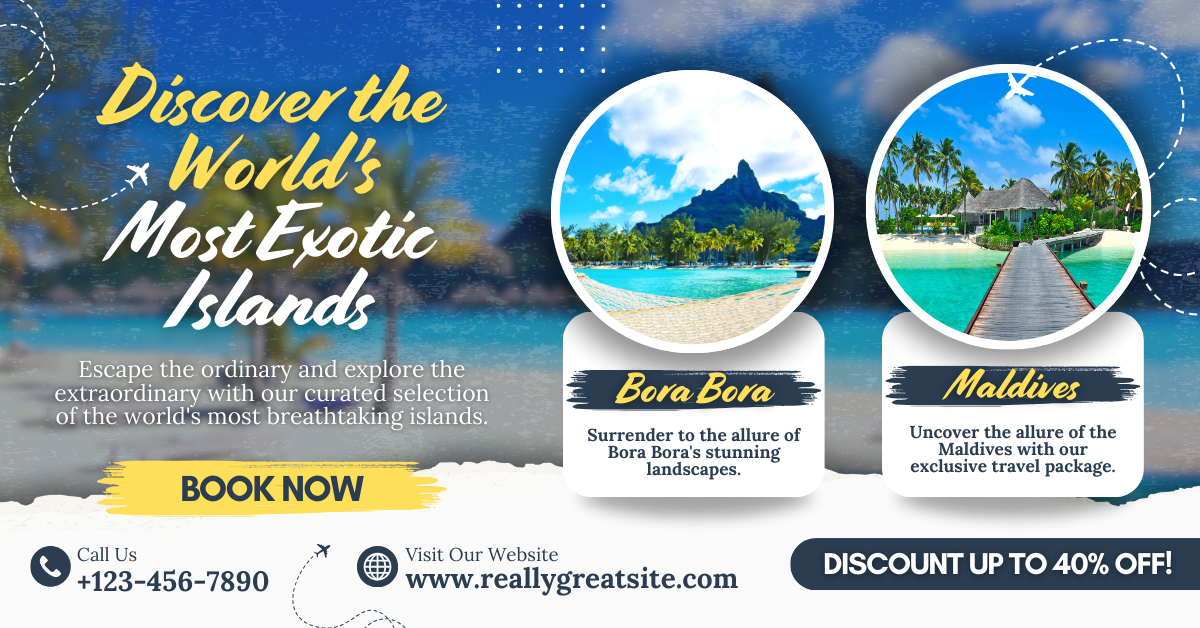 Discover the
World's
Most Exotic
Islands
Escape the ordinary and explore the
extraordinary with our curated selection
of the world's most breathtaking islands.
BOOK NOW
Bora Bora
Surrender to the allure of
Bora Bora's stunning
landscapes.
Maldives
Uncover the allure of the
Maldives with our
exclusive travel package.
Call Us
+123-456-7890
Visit Our Website
www.reallygreatsite.com
DISCOUNT UP TO 40% OFF!